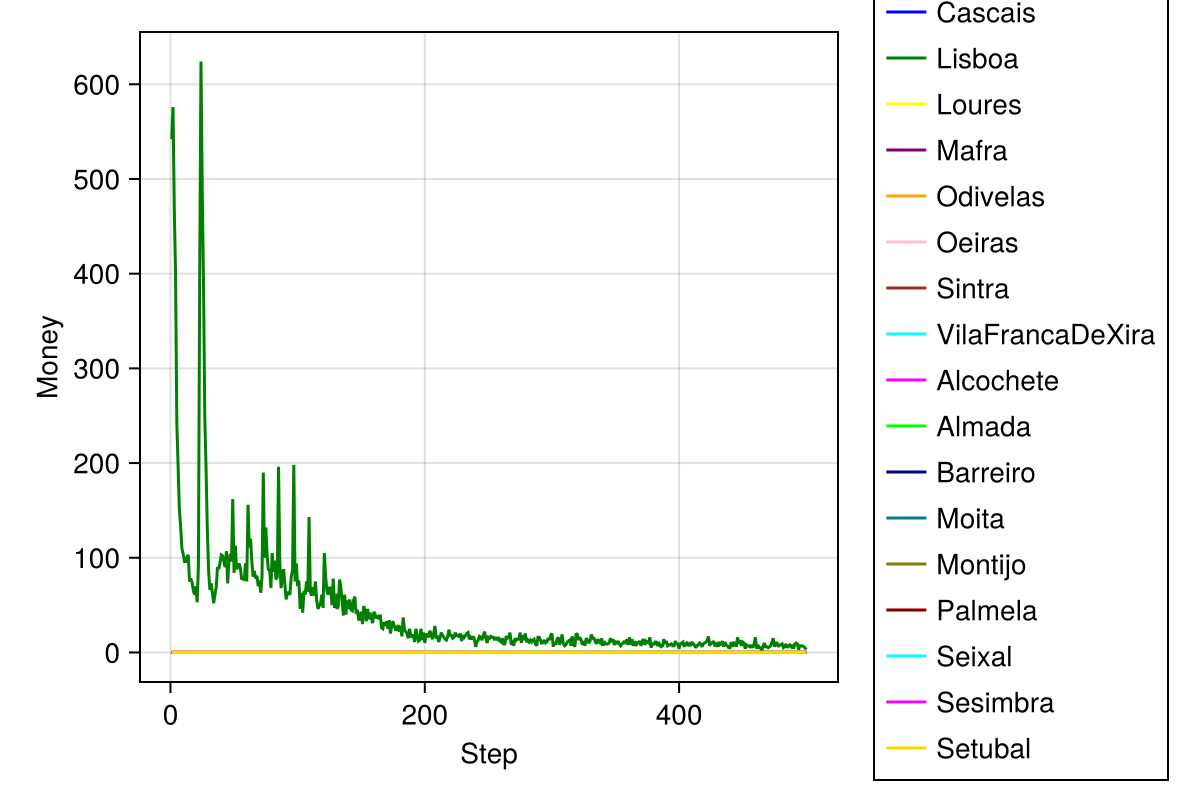 Cascais
Lisboa
Loures
Mafra
Odivelas
Oeiras
Sintra
VilaFrancaDeXira
Alcochete
Almada
Barreiro
Moita
Montijo
Palmela
Seixal
Sesimbra
Setubal
Money
600
500
400
300
200
100
0
0 200 400
Step